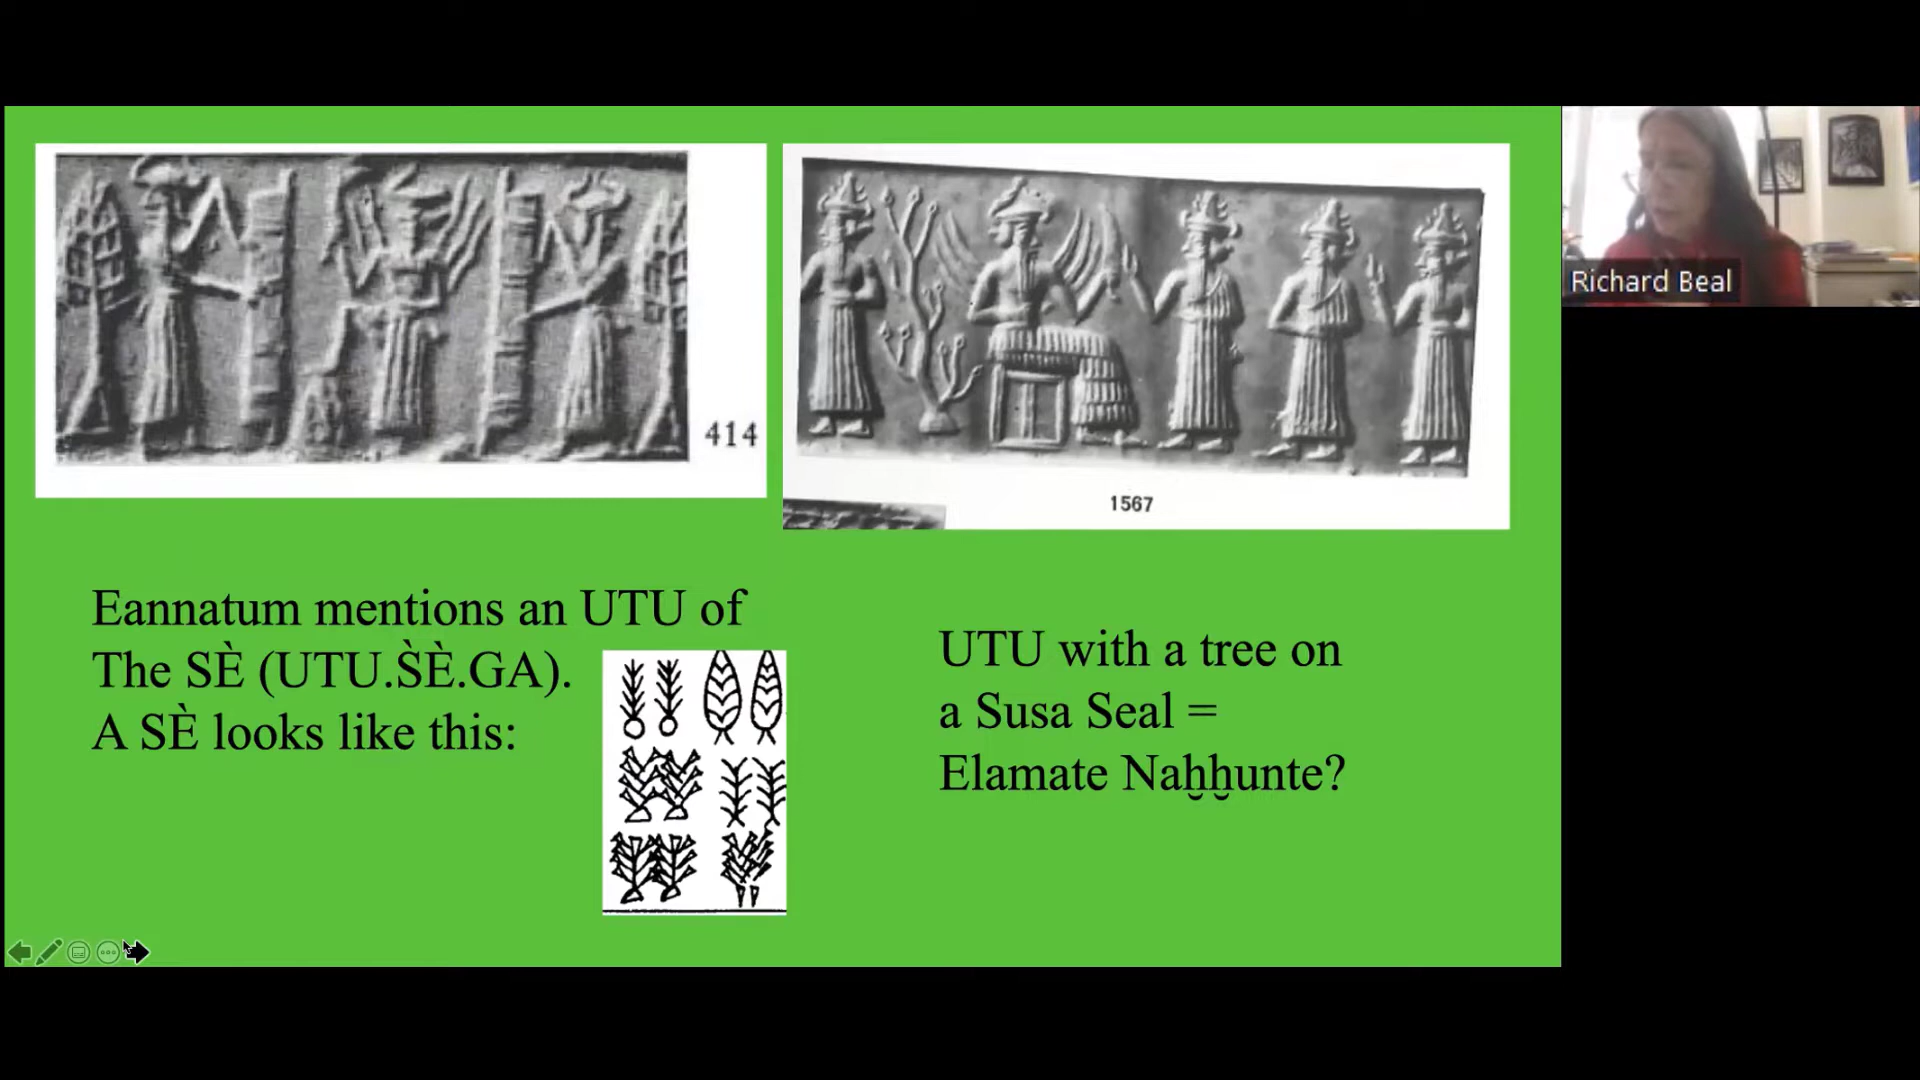 414
1567
Richard Beal
Eannatum mentions an UTU of
The SÈ (UTU.S̀È.GA).
A SÈ looks like this:
UTU with a tree on
a Susa Seal =
Elamate Naḫḫunte?